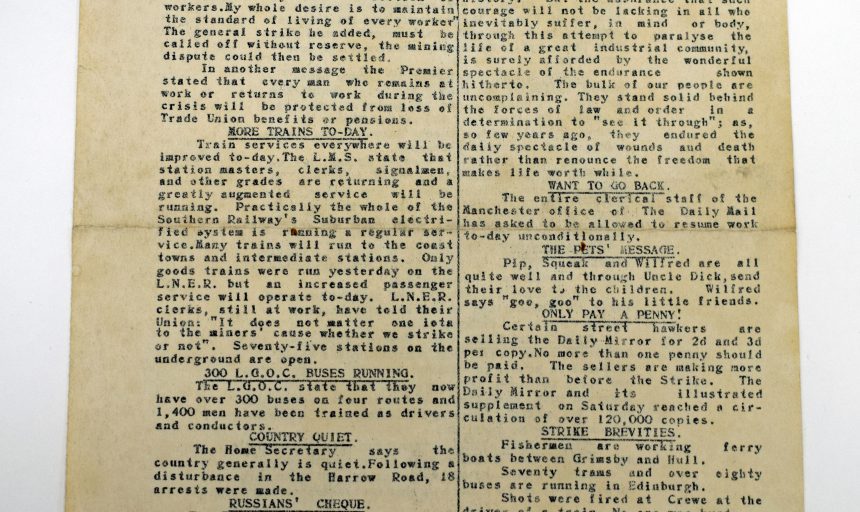 workers.My whole desire is to maintain
the standard of living of every worker"
The general strike he added, must be
called off without reserve, the mining
dispute could then be settled.
In another message the Premier
stated that every man who remains at
work or returns to work during the
crisis will be protected from loss of
Trade Union benefits or pensions.
MORE TRAINS TO-DAY.
Train services everywhere will be
improved to-day.The L.M.S. state that
station masters, clerks, signalmen,
and other grades are returning and a
greatly augmented service will be
running. Practically the whole of the
Southern Railway's Suburban electri-
fied system is running a regular ser-
vice.Many trains will run to the coast
towns and intermediate stations. Only
goods trains were run yesterday on the
L.N.E.R. but an increased passenger
service will operate to-day. L.N.E.R.
clerks, still at work, have told their
Union: "It does not matter one iota
to the miners' cause whether we strike
or not". Seventy-five stations on the
underground are open.
300 L.G.O.C. BUSES RUNNING.
The L.G.O.C. state that they now
have over 300 buses on four routes and
1,400 men have been trained as drivers
and conductors.
COUNTRY QUIET.
The Home Secretary says the
country generally is quiet.Following a
disturbance in the Harrow Road, 18
arrests were made.
RUSSIANS' CHEQUE.
courage will not be lacking in all who
inevitably suffer, in mind or body,
through this attempt to paralyse the
life of a great industrial community,
is surely afforded by the wonderful
spectacle of the endurance shown
hitherto. The bulk of our people are
uncomplaining. They stand solid behind
the forces of law and order in a
determination to "see it through"; as,
so few years ago, they endured the
daily spectacle of wounds and death
rather than renounce the freedom that
makes life worth while.
WANT TO GO BACK.
The entire clerical staff of the
Manchester office of The Daily Mail
has asked to be allowed to resume work
to-day unconditionally.
THE PETS' MESSAGE.
Pip, Squeak and Wilfred are all
quite well and through Uncle Dick,send
their love to the children. Wilfred
says "goo, goo" to his little friends.
ONLY PAY A PENNY!
Certain street hawkers are
selling the Daily Mirror for 2d and 3d
per copy.No more than one penny should
be paid. The sellers are making more
profit than before the Strike. The
Daily Mirror and its illustrated
supplement on Saturday reached a cir-
culation of over 120,000 copies.
STRIKE BREVITIES.
Fishermen are working ferry
boats between Grimsby and Hull.
Seventy trams and over eighty
buses are running in Edinburgh.
Shots were fired at Crewe at the